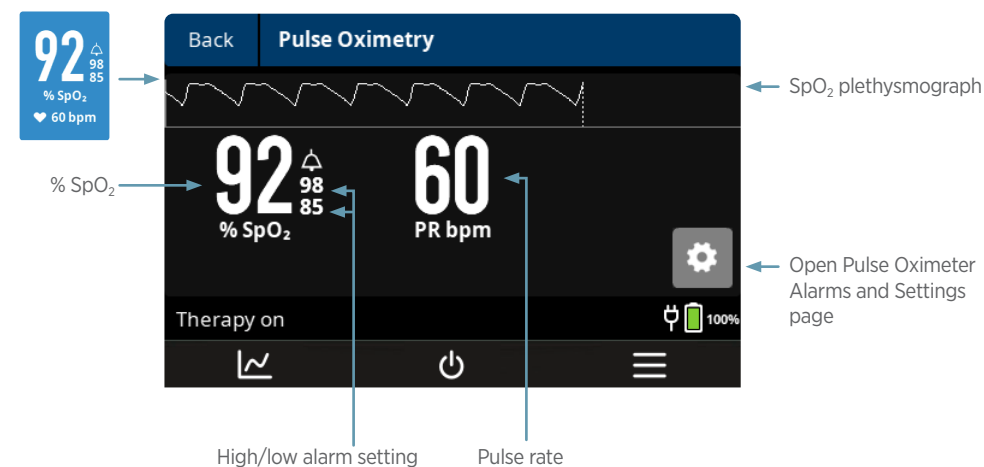 92
98
85
% SpO₂
60 bpm
Back
Pulse Oximetry
SpO₂ plethysmograph
% SpO₂
92
98
85
% SpO₂
60
PR bpm
Open Pulse Oximeter
Alarms and Settings
page
Therapy on
100%
High/low alarm setting
Pulse rate